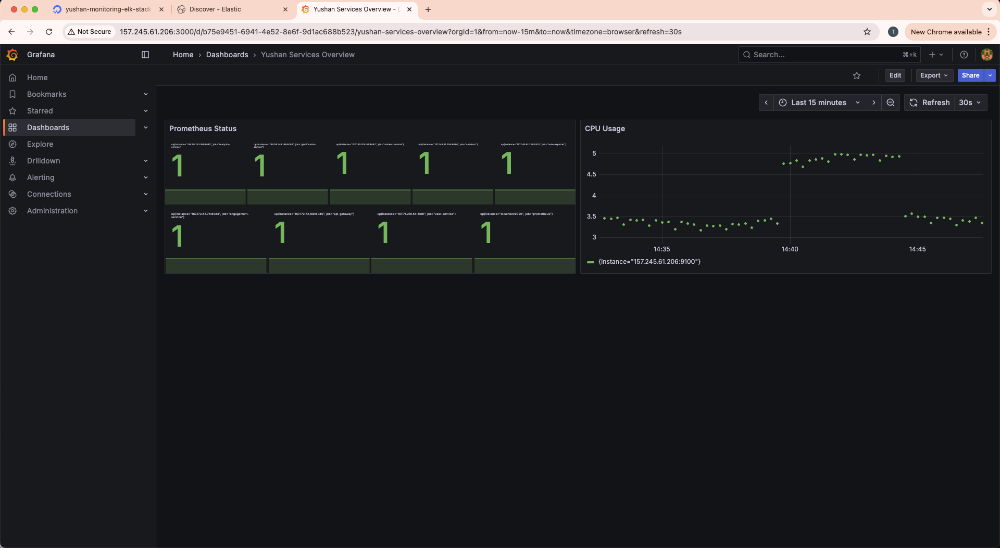 yushan-monitoring-elk-stack
Discover - Elastic
Yushan Services Overview -
Not Secure
157.245.61.206:3000/d/b75e9451-6941-4e52-8e6f-9d1ac688b523/yushan-services-overview?orgId=1&from=now-15m&to=now&timezone=browser&refresh=30s
T
New Chrome available
Grafana
Home › Dashboards › Yushan Services Overview
Search...
⌘+k
Home
Bookmarks
Starred
Dashboards
Explore
Drilldown
Alerting
Connections
Administration
Edit
Export
Share
Last 15 minutes
Refresh
30s
Prometheus Status
up{instance="139.59.243.188:8083", job="analytics-
service"}
1
up{instance="139.59.243.188:8085", job="gamification-
service"}
1
up{instance="157.245.153.167:8082", job="content-service"}
1
up{instance="157.245.61.206:8080", job="cadvisor"}
1
up{instance="157.245.61.206:9100", job="node-exporter"}
1
up{instance="167.172.65.76:8084", job="engagement-
service"}
1
up{instance="167.172.72.189:8080", job="api-gateway"}
1
up{instance="167.71.216.54:8081", job="user-service"}
1
up{instance="localhost:9090", job="prometheus"}
1
CPU Usage
5
4.5
4
3.5
3
14:35
14:40
14:45
{instance="157.245.61.206:9100"}